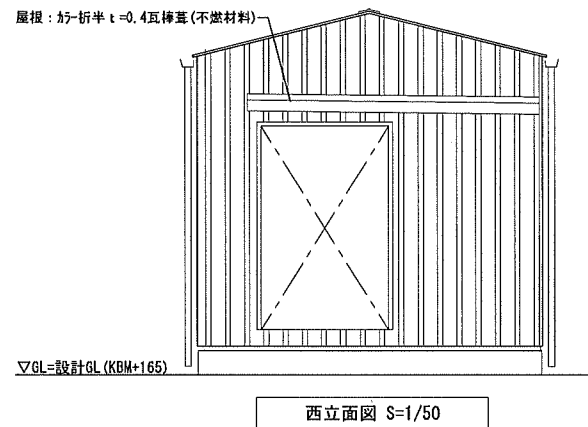 屋根：カラー折半 t=0.4瓦棒葺(不燃材料)
▽GL=設計GL(KBM+165)
西立面図 S=1/50